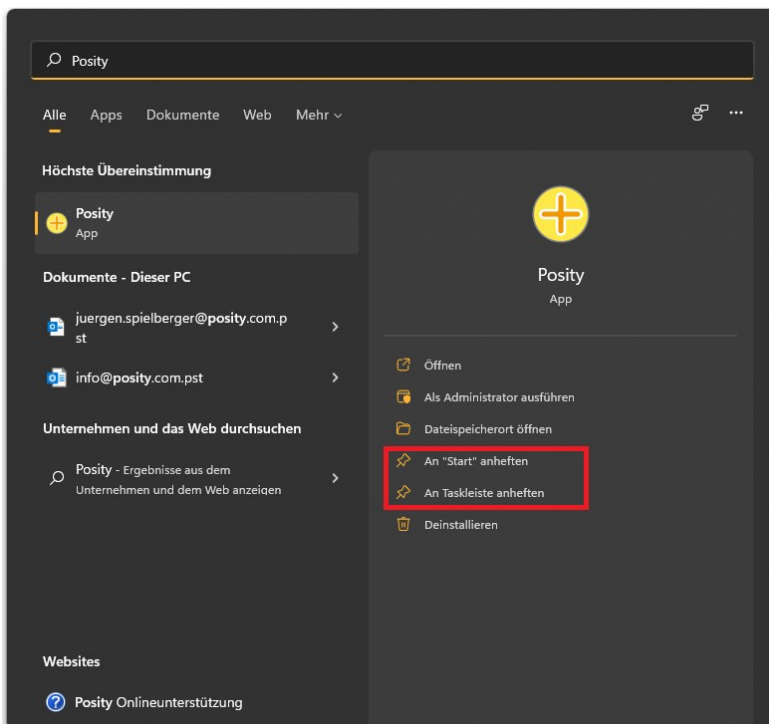 Posity
Alle Apps Dokumente Web Mehr
Höchste Übereinstimmung
Posity
App
Dokumente - Dieser PC
juergen.spielberger@posity.com.p
st
info@posity.com.pst
Unternehmen und das Web durchsuchen
Posity - Ergebnisse aus dem
Unternehmen und dem Web anzeigen
Websites
Posity Onlineunterstützung
Posity
App
Öffnen
Als Administrator ausführen
Dateispeicherort öffnen
An "Start" anheften
An Taskleiste anheften
Deinstallieren